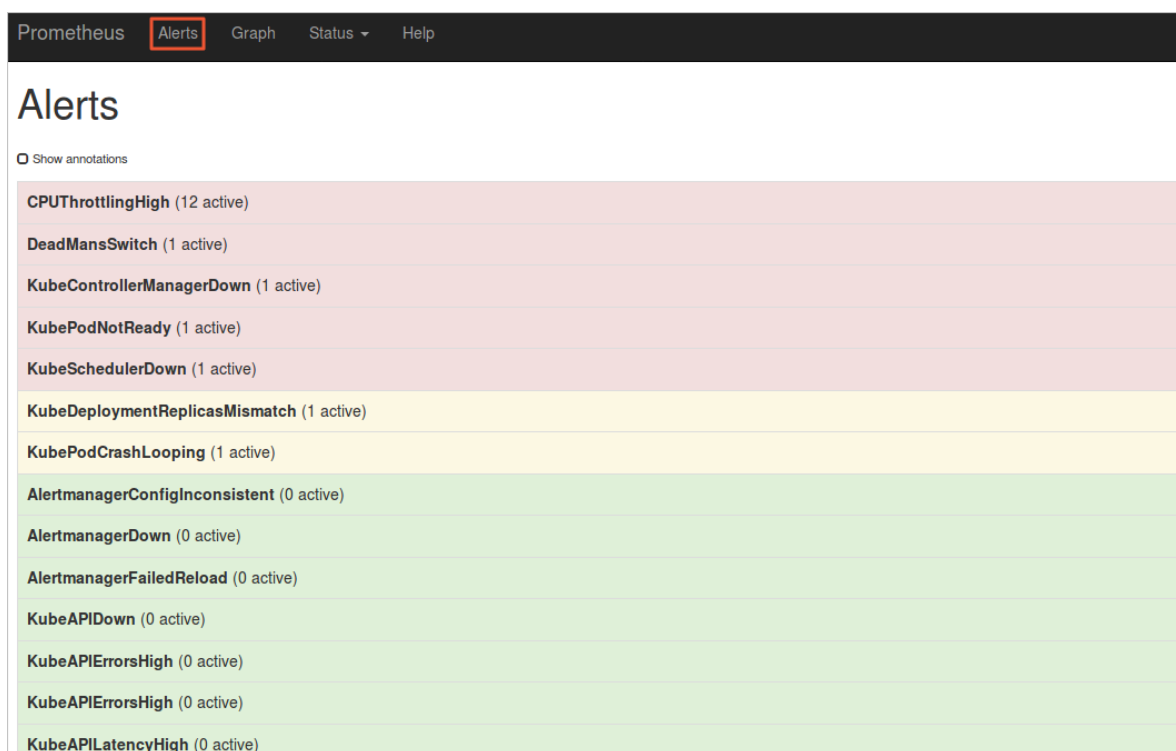 Prometheus Alerts Graph Status Help
Alerts
Show annotations
CPUThrottlingHigh (12 active)
DeadMansSwitch (1 active)
KubeControllerManagerDown (1 active)
KubePodNotReady (1 active)
KubeSchedulerDown (1 active)
KubeDeploymentReplicasMismatch (1 active)
KubePodCrashLooping (1 active)
AlertmanagerConfigInconsistent (0 active)
AlertmanagerDown (0 active)
AlertmanagerFailedReload (0 active)
KubeAPIDown (0 active)
KubeAPIErrorsHigh (0 active)
KubeAPIErrorsHigh (0 active)
KubeAPILatencyHigh (0 active)